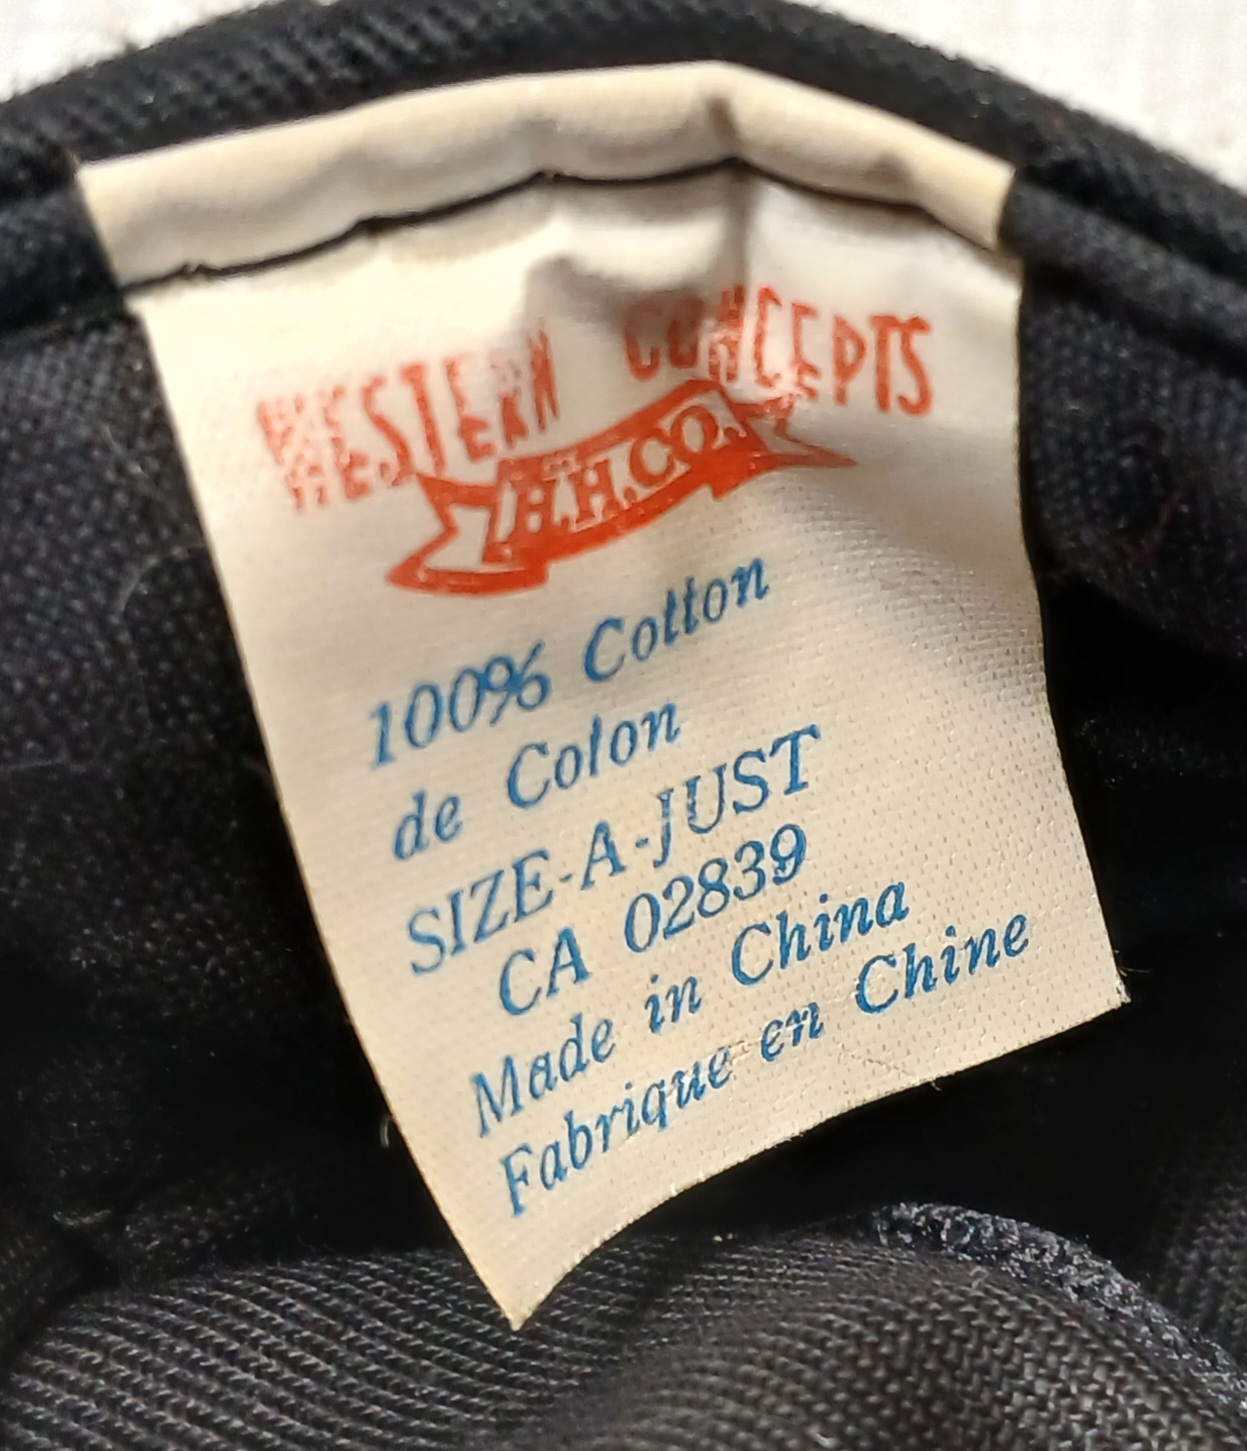 WESTERN CONCEPTS
H.H.CO.
100% Cotton
de Coton
SIZE-A-JUST
CA 02839
Made in China
Fabrique en Chine